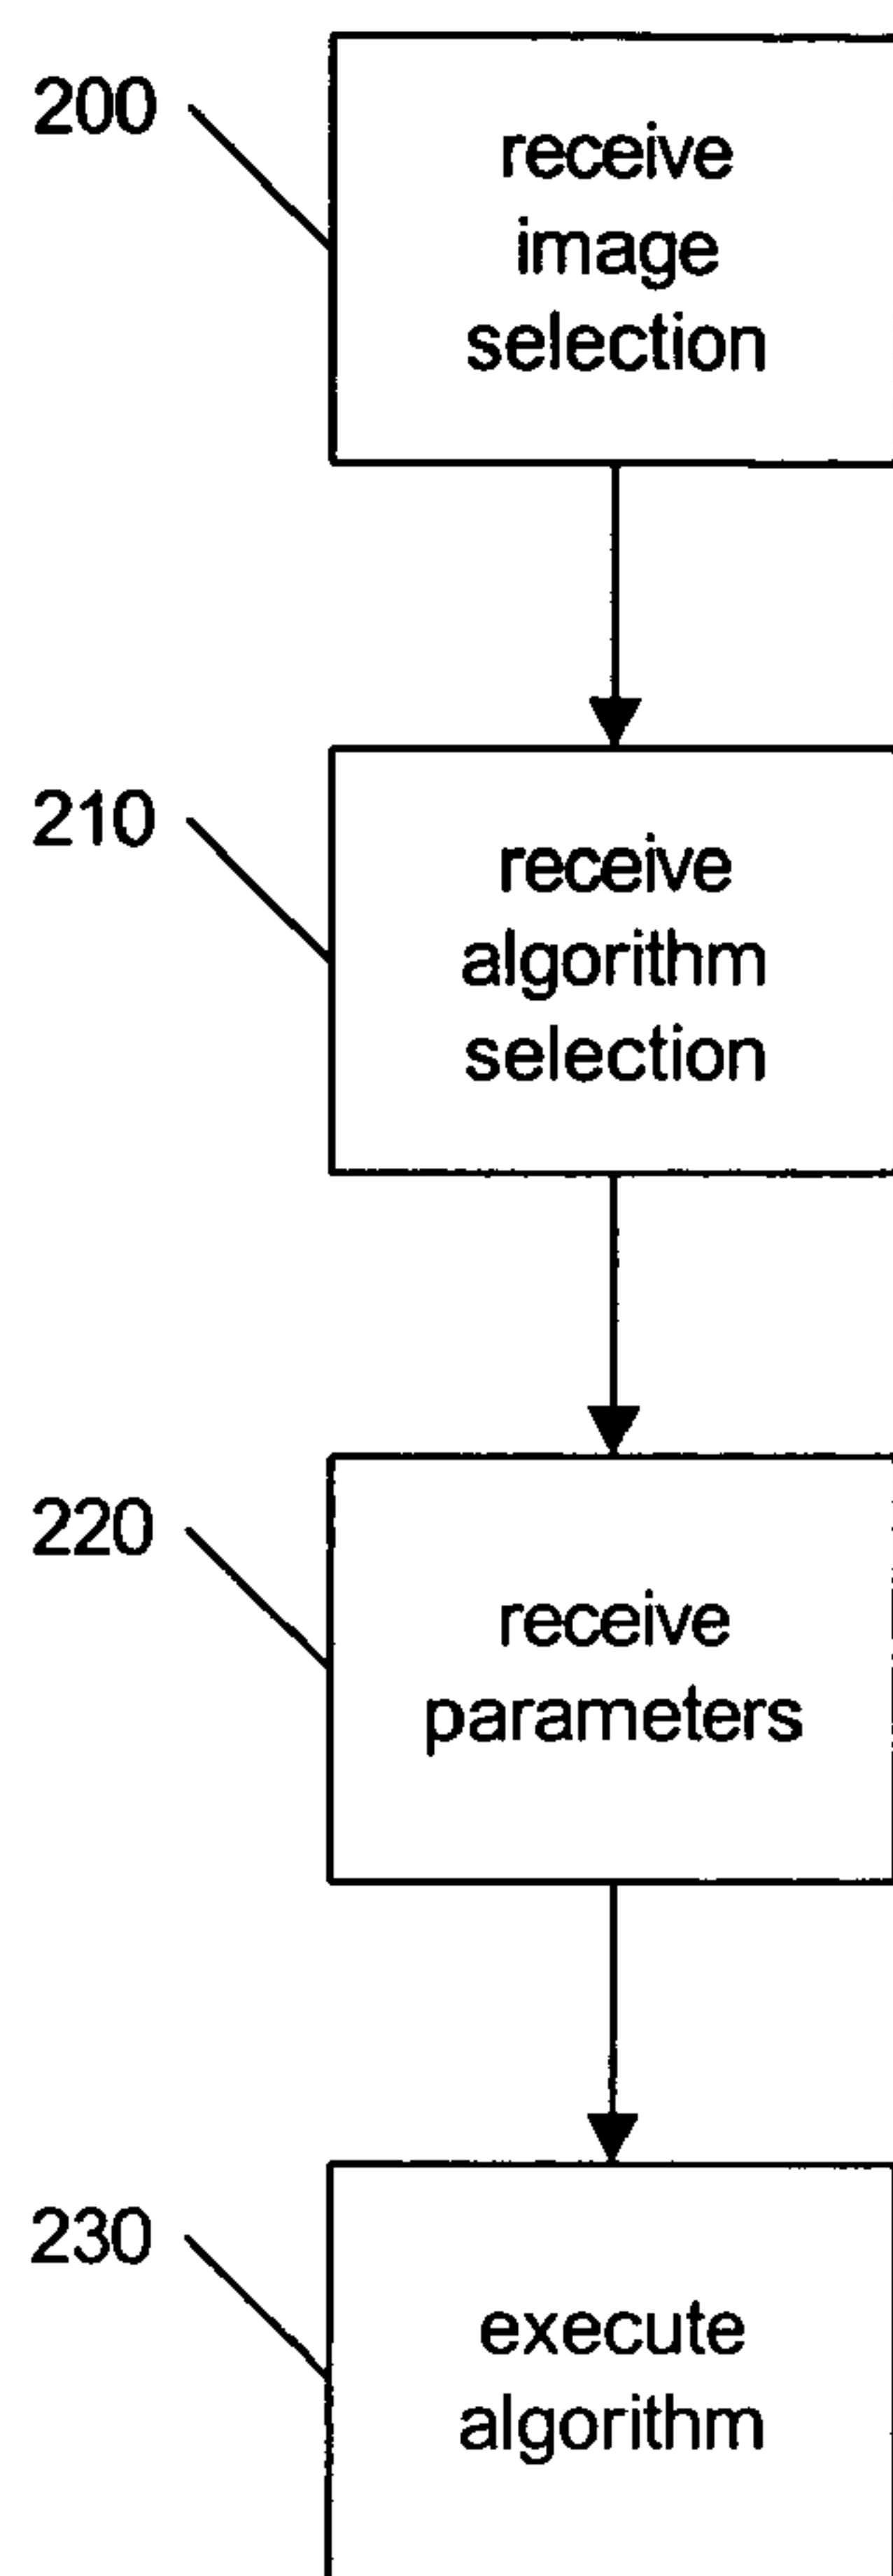 200
receive
image
selection
210
receive
algorithm
selection
220
receive
parameters
230
execute
algorithm